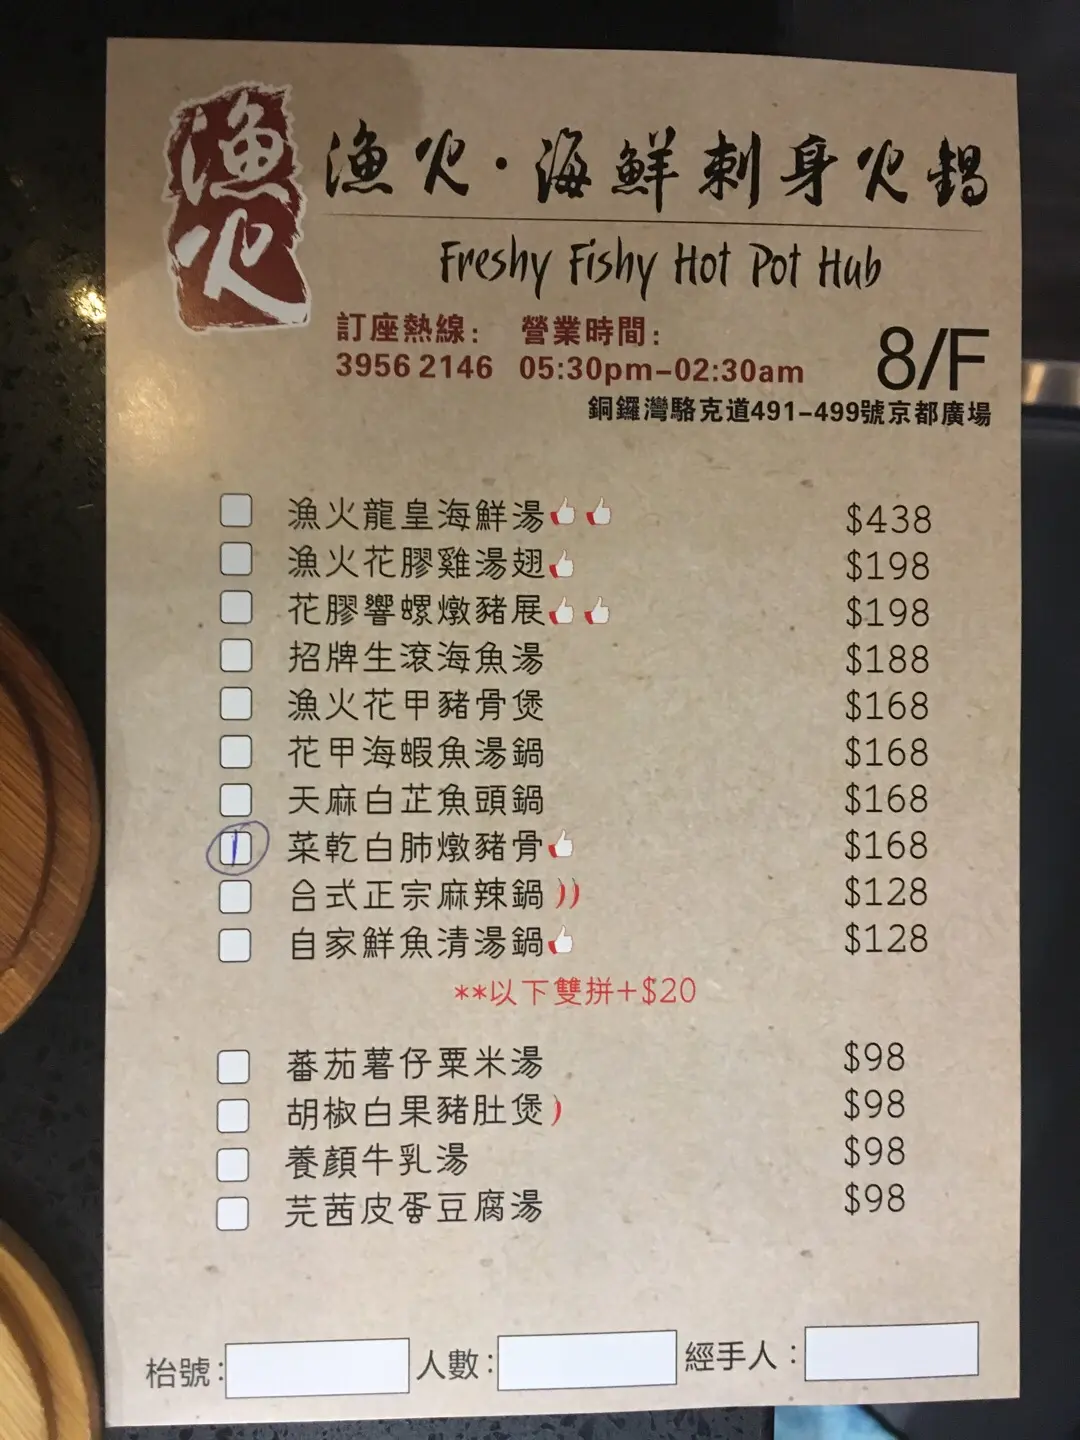 漁火
漁火·海鮮刺身火鍋
Freshy Fishy Hot Pot Hub
訂座熱線: 營業時間:
3956 2146 05:30pm-02:30am
8/F
銅鑼灣駱克道491-499號京都廣場
漁火龍皇海鮮湯 $438
漁火花膠雞湯翅 $198
花膠響螺燉豬展 $198
招牌生滾海魚湯 $188
漁火花甲豬骨煲 $168
花甲海蝦魚湯鍋 $168
天麻白芷魚頭鍋 $168
菜乾白肺燉豬骨 $168
台式正宗麻辣鍋 $128
自家鮮魚清湯鍋 $128
**以下雙拼+$20
蕃茄薯仔粟米湯 $98
胡椒白果豬肚煲 $98
養顏牛乳湯 $98
芫茜皮蛋豆腐湯 $98
枱號: 人數: 經手人: